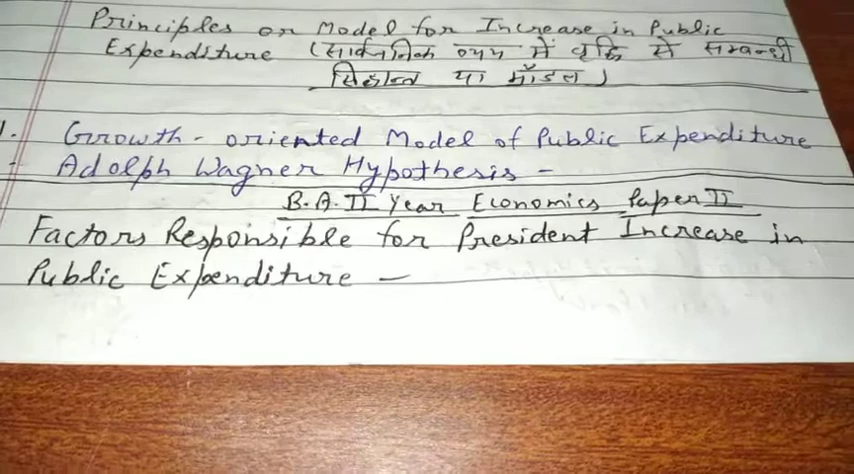 Principles or Model for Increase in Public
Expenditure (सार्वजनिक व्यय में वृद्धि से सम्बन्धी
सिद्धान्त या मॉडल)
1. Growth - oriented Model of Public Expenditure
Adolph Wagner Hypothesis -
B.A. II Year Economics Paper II
Factors Responsible for President Increase in
Public Expenditure -